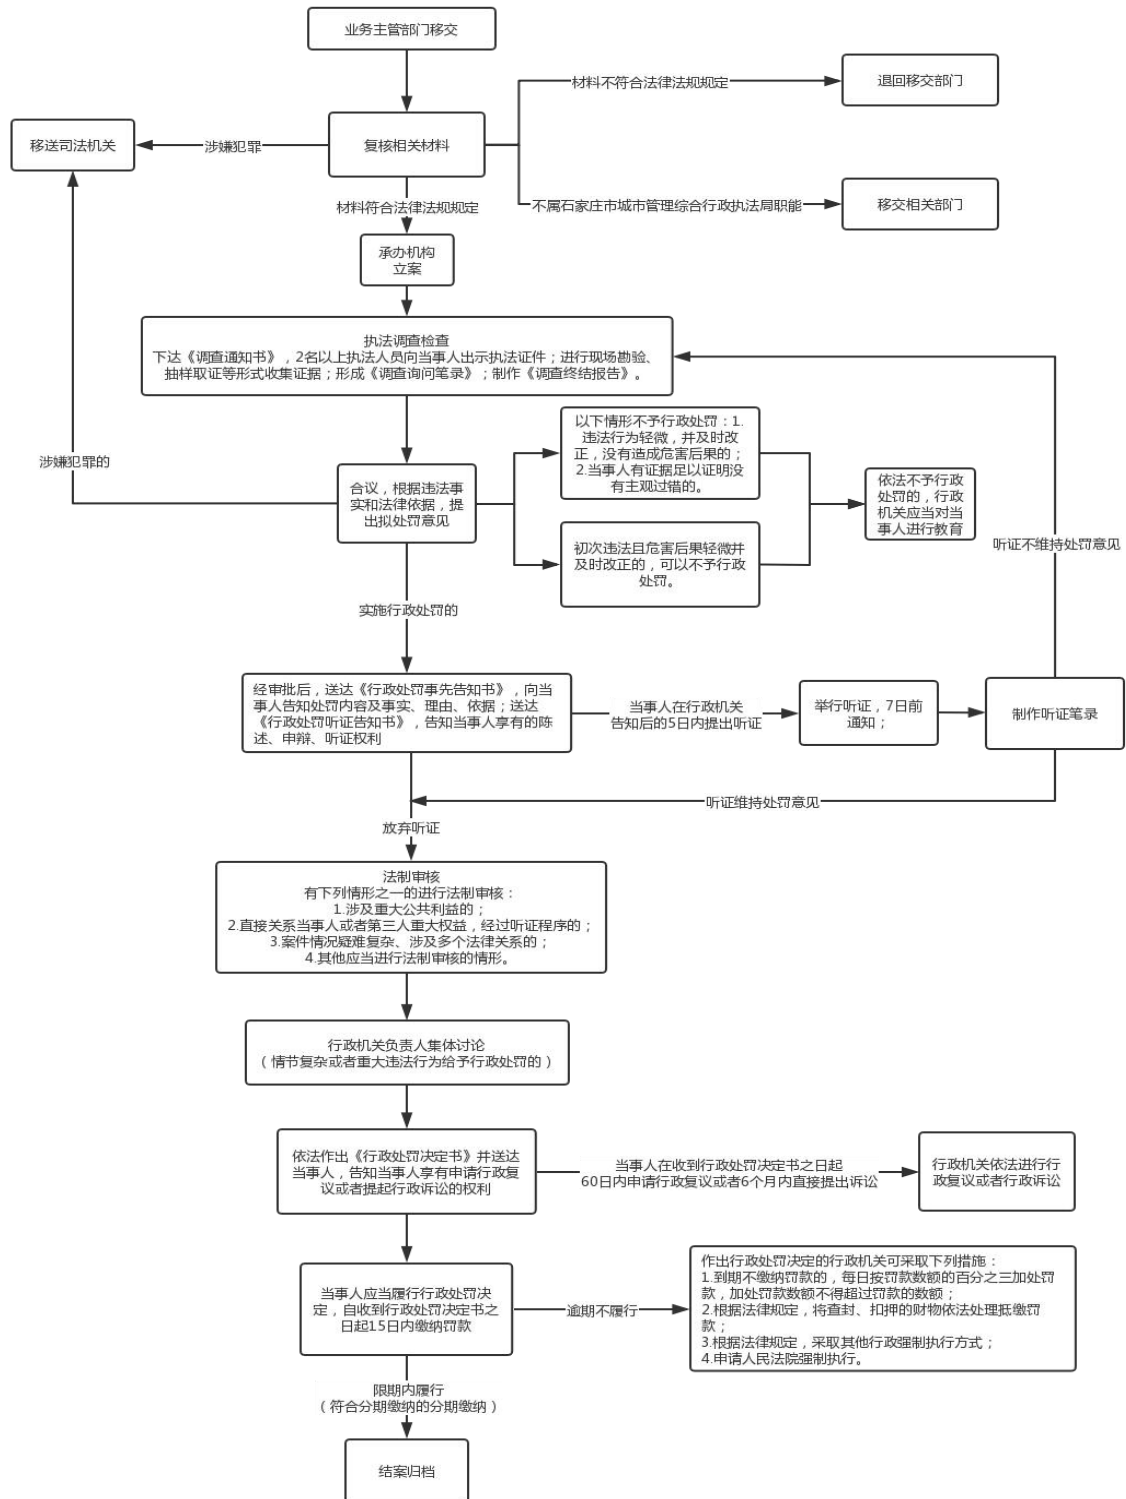 业务主管部门移交
材料不符合法律法规规定
退回移交部门
移送司法机关
涉嫌犯罪
复核相关材料
不属石家庄市城市管理综合行政执法局职能
移交相关部门
材料符合法律法规规定
承办机构
立案
执法调查检查
下达《调查通知书》，2名以上执法人员向当事人出示执法证件；进行现场勘验、
抽样取证等形式收集证据；形成《调查询问笔录》；制作《调查终结报告》。
涉嫌犯罪的
合议，根据违法事
实和法律依据，提
出拟处罚意见
以下情形不予行政处罚：1.
违法行为轻微，并及时改
正，没有造成危害后果的；
2.当事人有证据足以证明没
有主观过错的。
初次违法且危害后果轻微并
及时改正的，可以不予行政
处罚。
依法不予行政
处罚的，行政
机关应当对当
事人进行教育
听证不维持处罚意见
实施行政处罚的
经审批后，送达《行政处罚事先告知书》，向当
事人告知处罚内容及事实、理由、依据；送达
《行政处罚听证告知书》，告知当事人享有的陈
述、申辩、听证权利
当事人在行政机关
告知后的5日内提出听证
举行听证，7日前
通知；
制作听证笔录
听证维持处罚意见
放弃听证
法制审核
有下列情形之一的进行法制审核：
1.涉及重大公共利益的；
2.直接关系当事人或者第三人重大权益，经过听证程序的；
3.案件情况疑难复杂、涉及多个法律关系的；
4.其他应当进行法制审核的情形。
行政机关负责人集体讨论
（情节复杂或者重大违法行为给予行政处罚的）
依法作出《行政处罚决定书》并送达
当事人，告知当事人享有申请行政复
议或者提起行政诉讼的权利
当事人在收到行政处罚决定书之日起
60日内申请行政复议或者6个月内直接提出诉讼
行政机关依法进行行
政复议或者行政诉讼
当事人应当履行行政处罚决
定，自收到行政处罚决定书之
日起15日内缴纳罚款
逾期不履行
作出行政处罚决定的行政机关可采取下列措施：
1.到期不缴纳罚款的，每日按罚款数额的百分之三加处罚
款，加处罚款数额不得超过罚款的数额；
2.根据法律规定，将查封、扣押的财物依法处理抵缴罚
款；
3.根据法律规定，采取其他行政强制执行方式；
4.申请人民法院强制执行。
限期内履行
（符合分期缴纳的分期缴纳）
结案归档